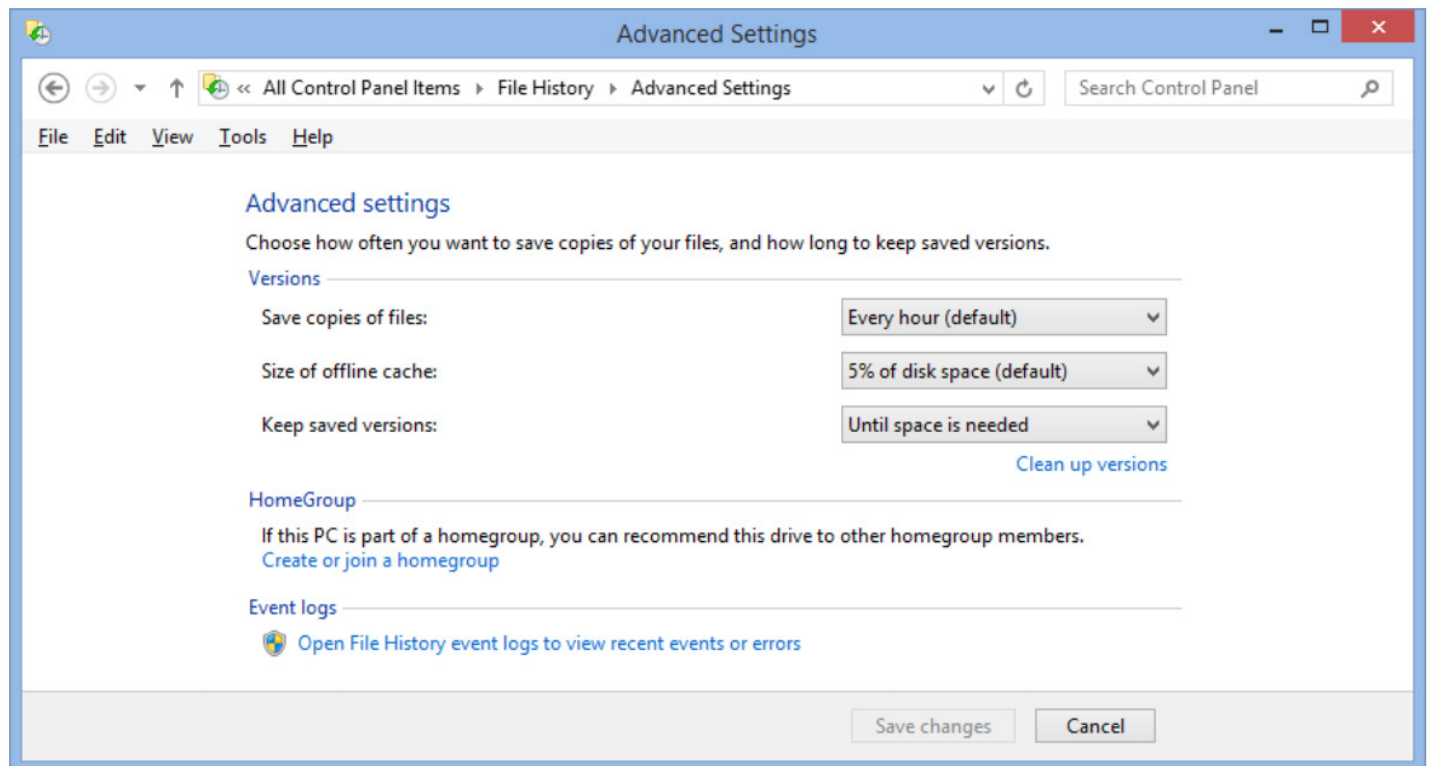 Advanced Settings
« All Control Panel Items File History Advanced Settings Search Control Panel
File Edit View Tools Help
Advanced settings
Choose how often you want to save copies of your files, and how long to keep saved versions.
Versions
Save copies of files: Every hour (default)
Size of offline cache: 5% of disk space (default)
Keep saved versions: Until space is needed
Clean up versions
HomeGroup
If this PC is part of a homegroup, you can recommend this drive to other homegroup members.
Create or join a homegroup
Event logs
Open File History event logs to view recent events or errors
Save changes Cancel